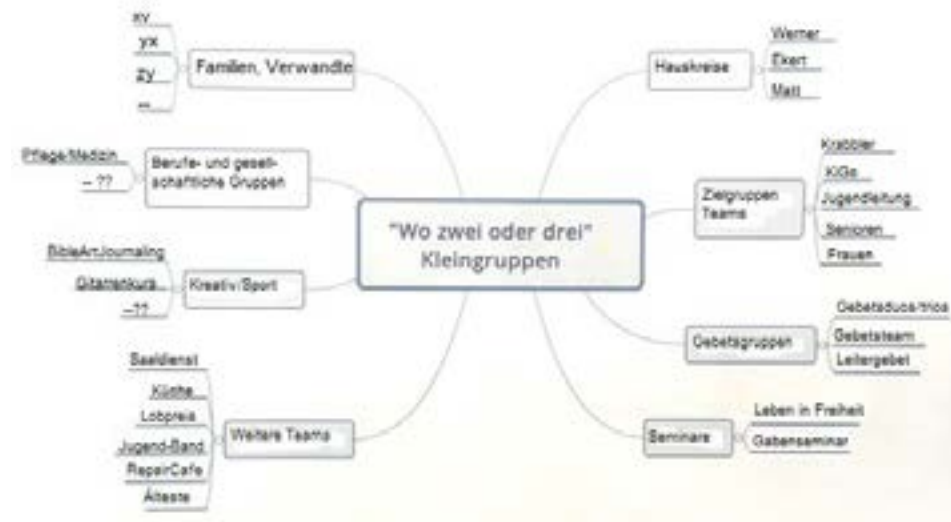 "Wo zwei oder drei"
Kleingruppen
Familien, Verwandte
xv
yx
zy
Berufe- und gesell-
schaftliche Gruppen
Pflege/Medizin
-- ??
Kreativ/Sport
BibleArtJournaling
Gitarrenkurs
--??
Weitere Teams
Saaldienst
Küche
Lobpreis
Jugend-Band
RepairCafe
Älteste
Hauskreise
Werner
Ekert
Matt
Zielgruppen
Teams
Krabbler
KiGo
Jugendleitung
Senioren
Frauen
Gebetsgruppen
Gebetsduos/trios
Gebetsteam
Leitergebet
Seminare
Leben in Freiheit
Gabenseminar